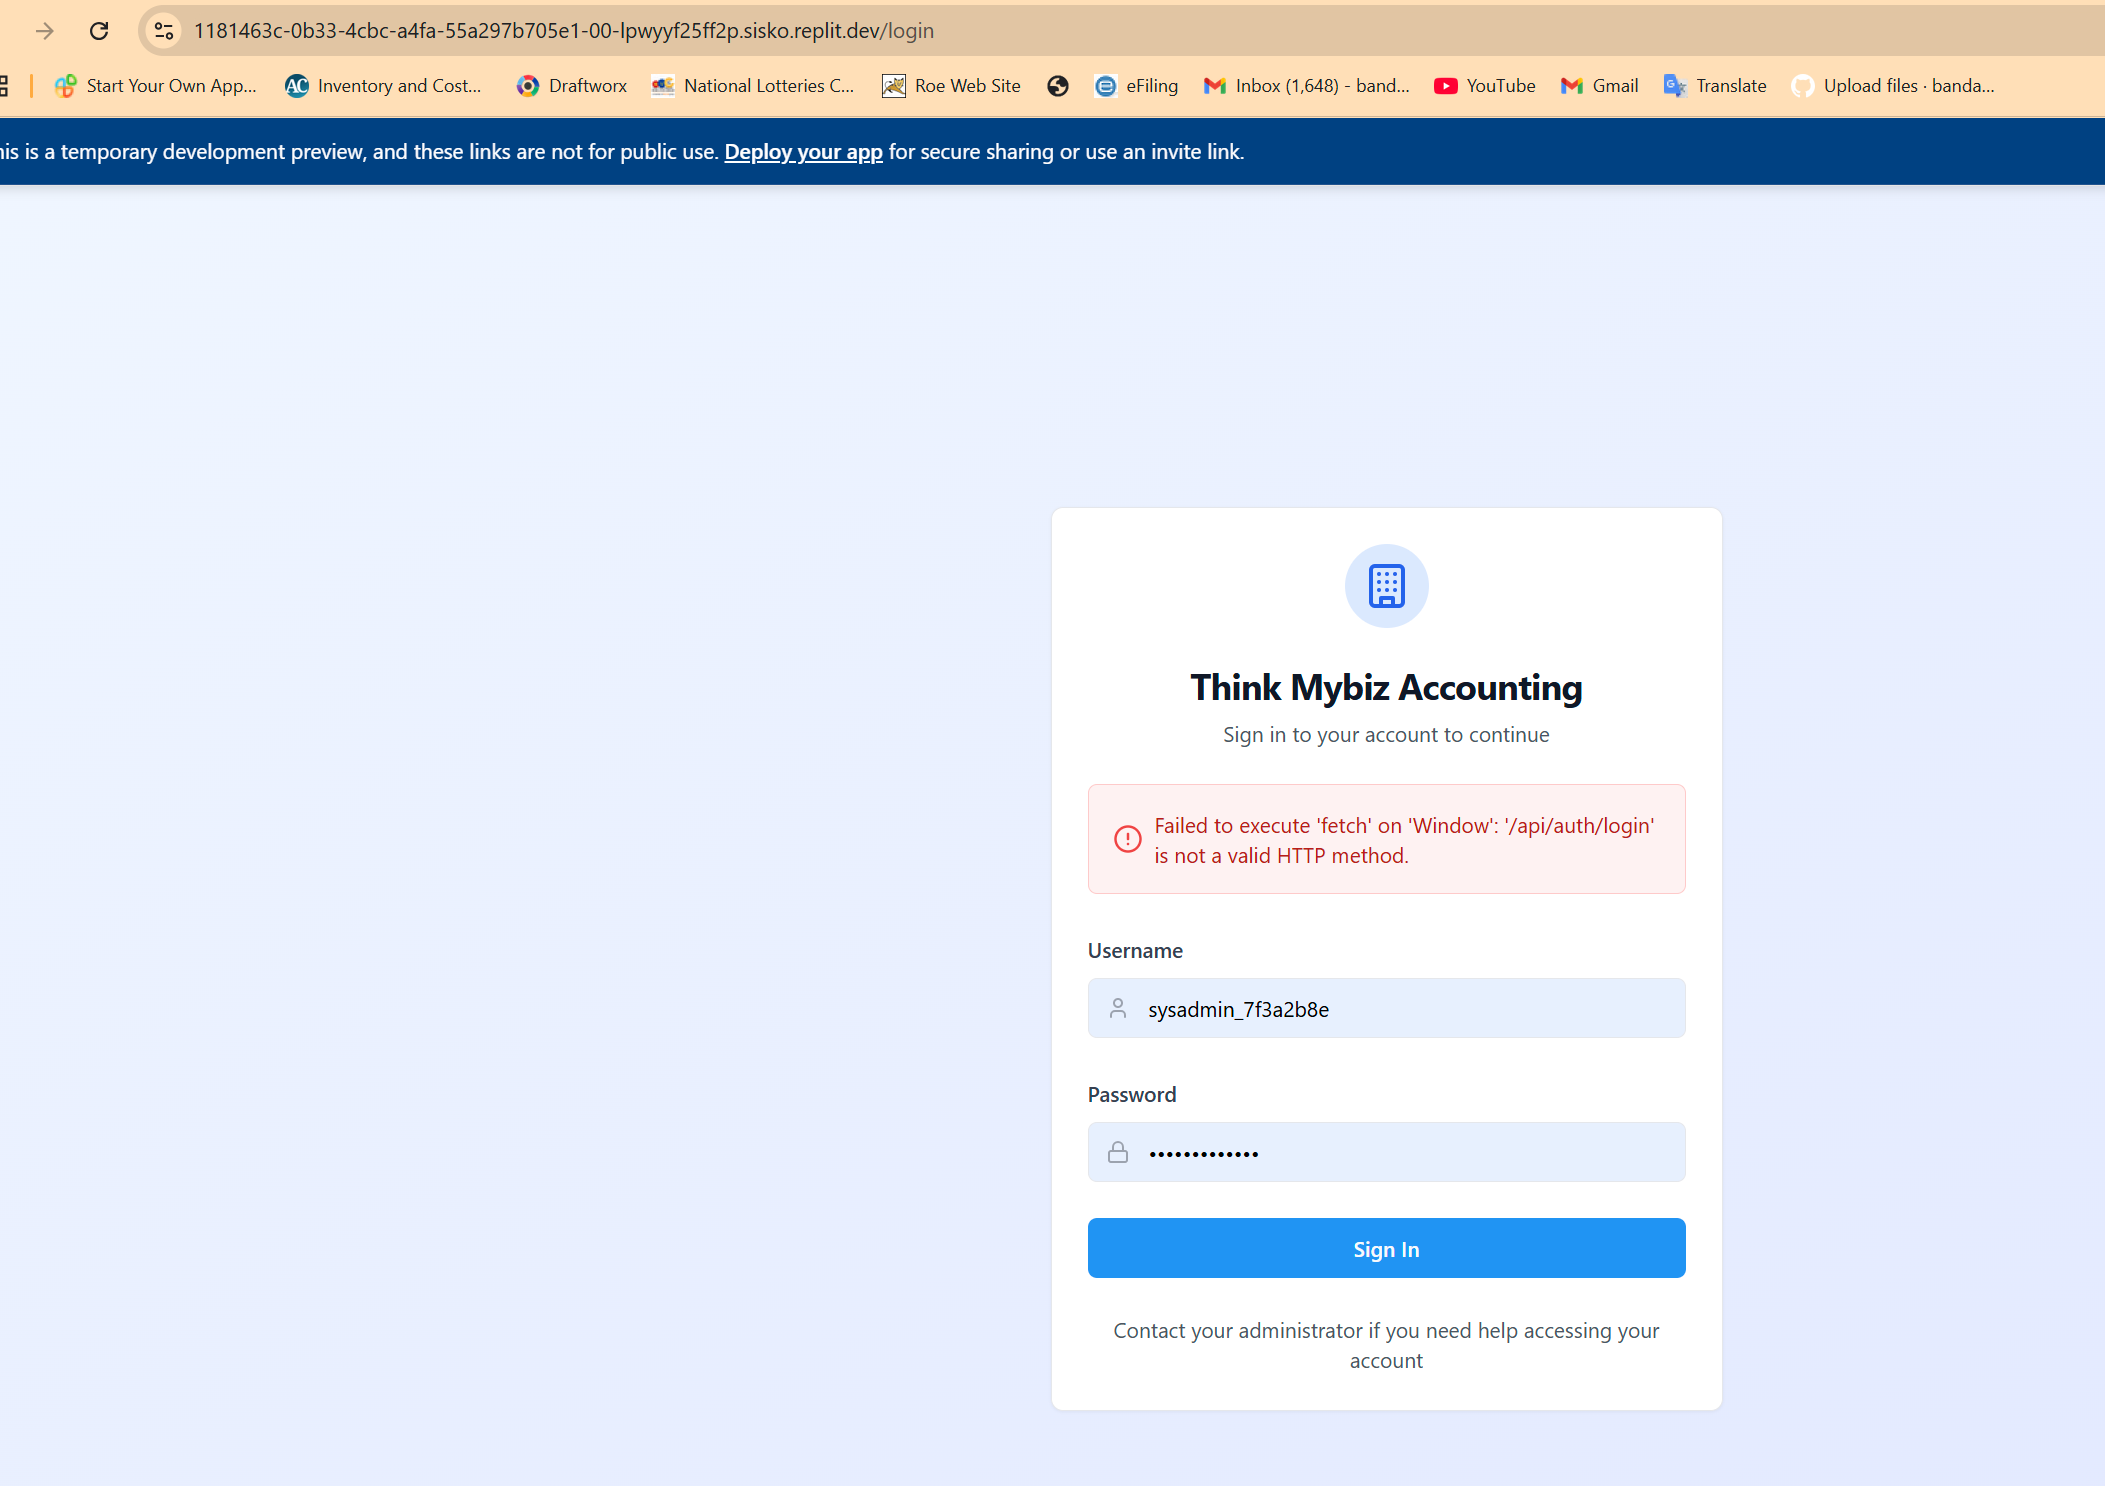 1181463c-0b33-4cbc-a4fa-55a297b705e1-00-lpwyyf25ff2p.sisko.replit.dev/login
Start Your Own App... Inventory and Cost... Draftworx National Lotteries C... Roe Web Site eFiling Inbox (1,648) - band... YouTube Gmail Translate Upload files · banda...
his is a temporary development preview, and these links are not for public use. Deploy your app for secure sharing or use an invite link.
Think Mybiz Accounting
Sign in to your account to continue
Failed to execute 'fetch' on 'Window': '/api/auth/login'
is not a valid HTTP method.
Username
sysadmin_7f3a2b8e
Password
•••••••••••••
Sign In
Contact your administrator if you need help accessing your
account